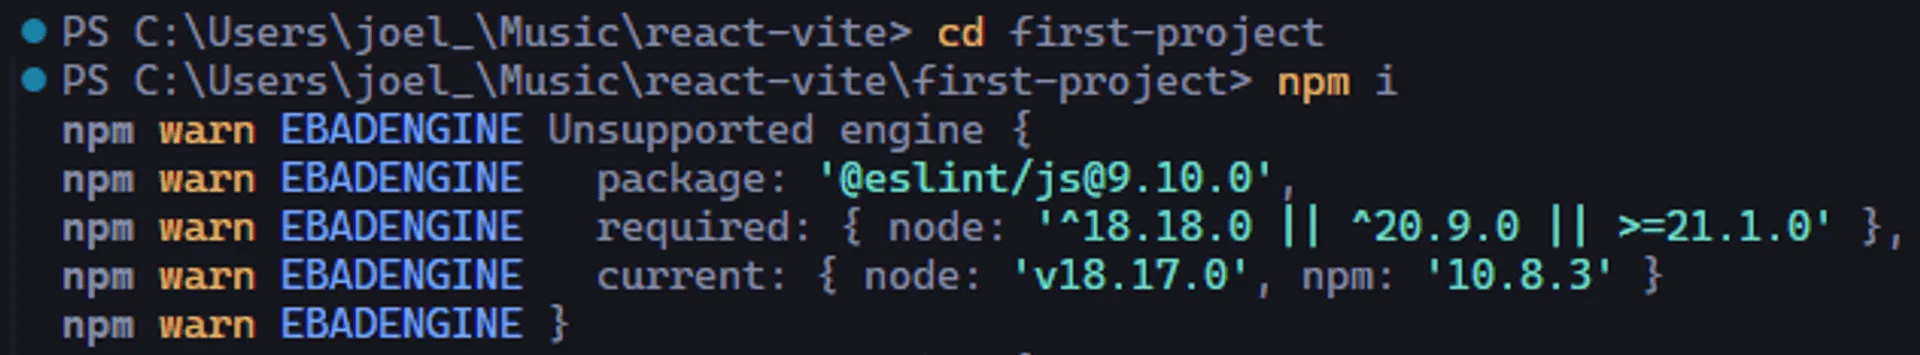 PS C:\Users\joel_\Music\react-vite> cd first-project
PS C:\Users\joel_\Music\react-vite\first-project> npm i
npm warn EBADENGINE Unsupported engine {
npm warn EBADENGINE   package: '@eslint/js@9.10.0',
npm warn EBADENGINE   required: { node: '^18.18.0 || ^20.9.0 || >=21.1.0' },
npm warn EBADENGINE   current: { node: 'v18.17.0', npm: '10.8.3' }
npm warn EBADENGINE }